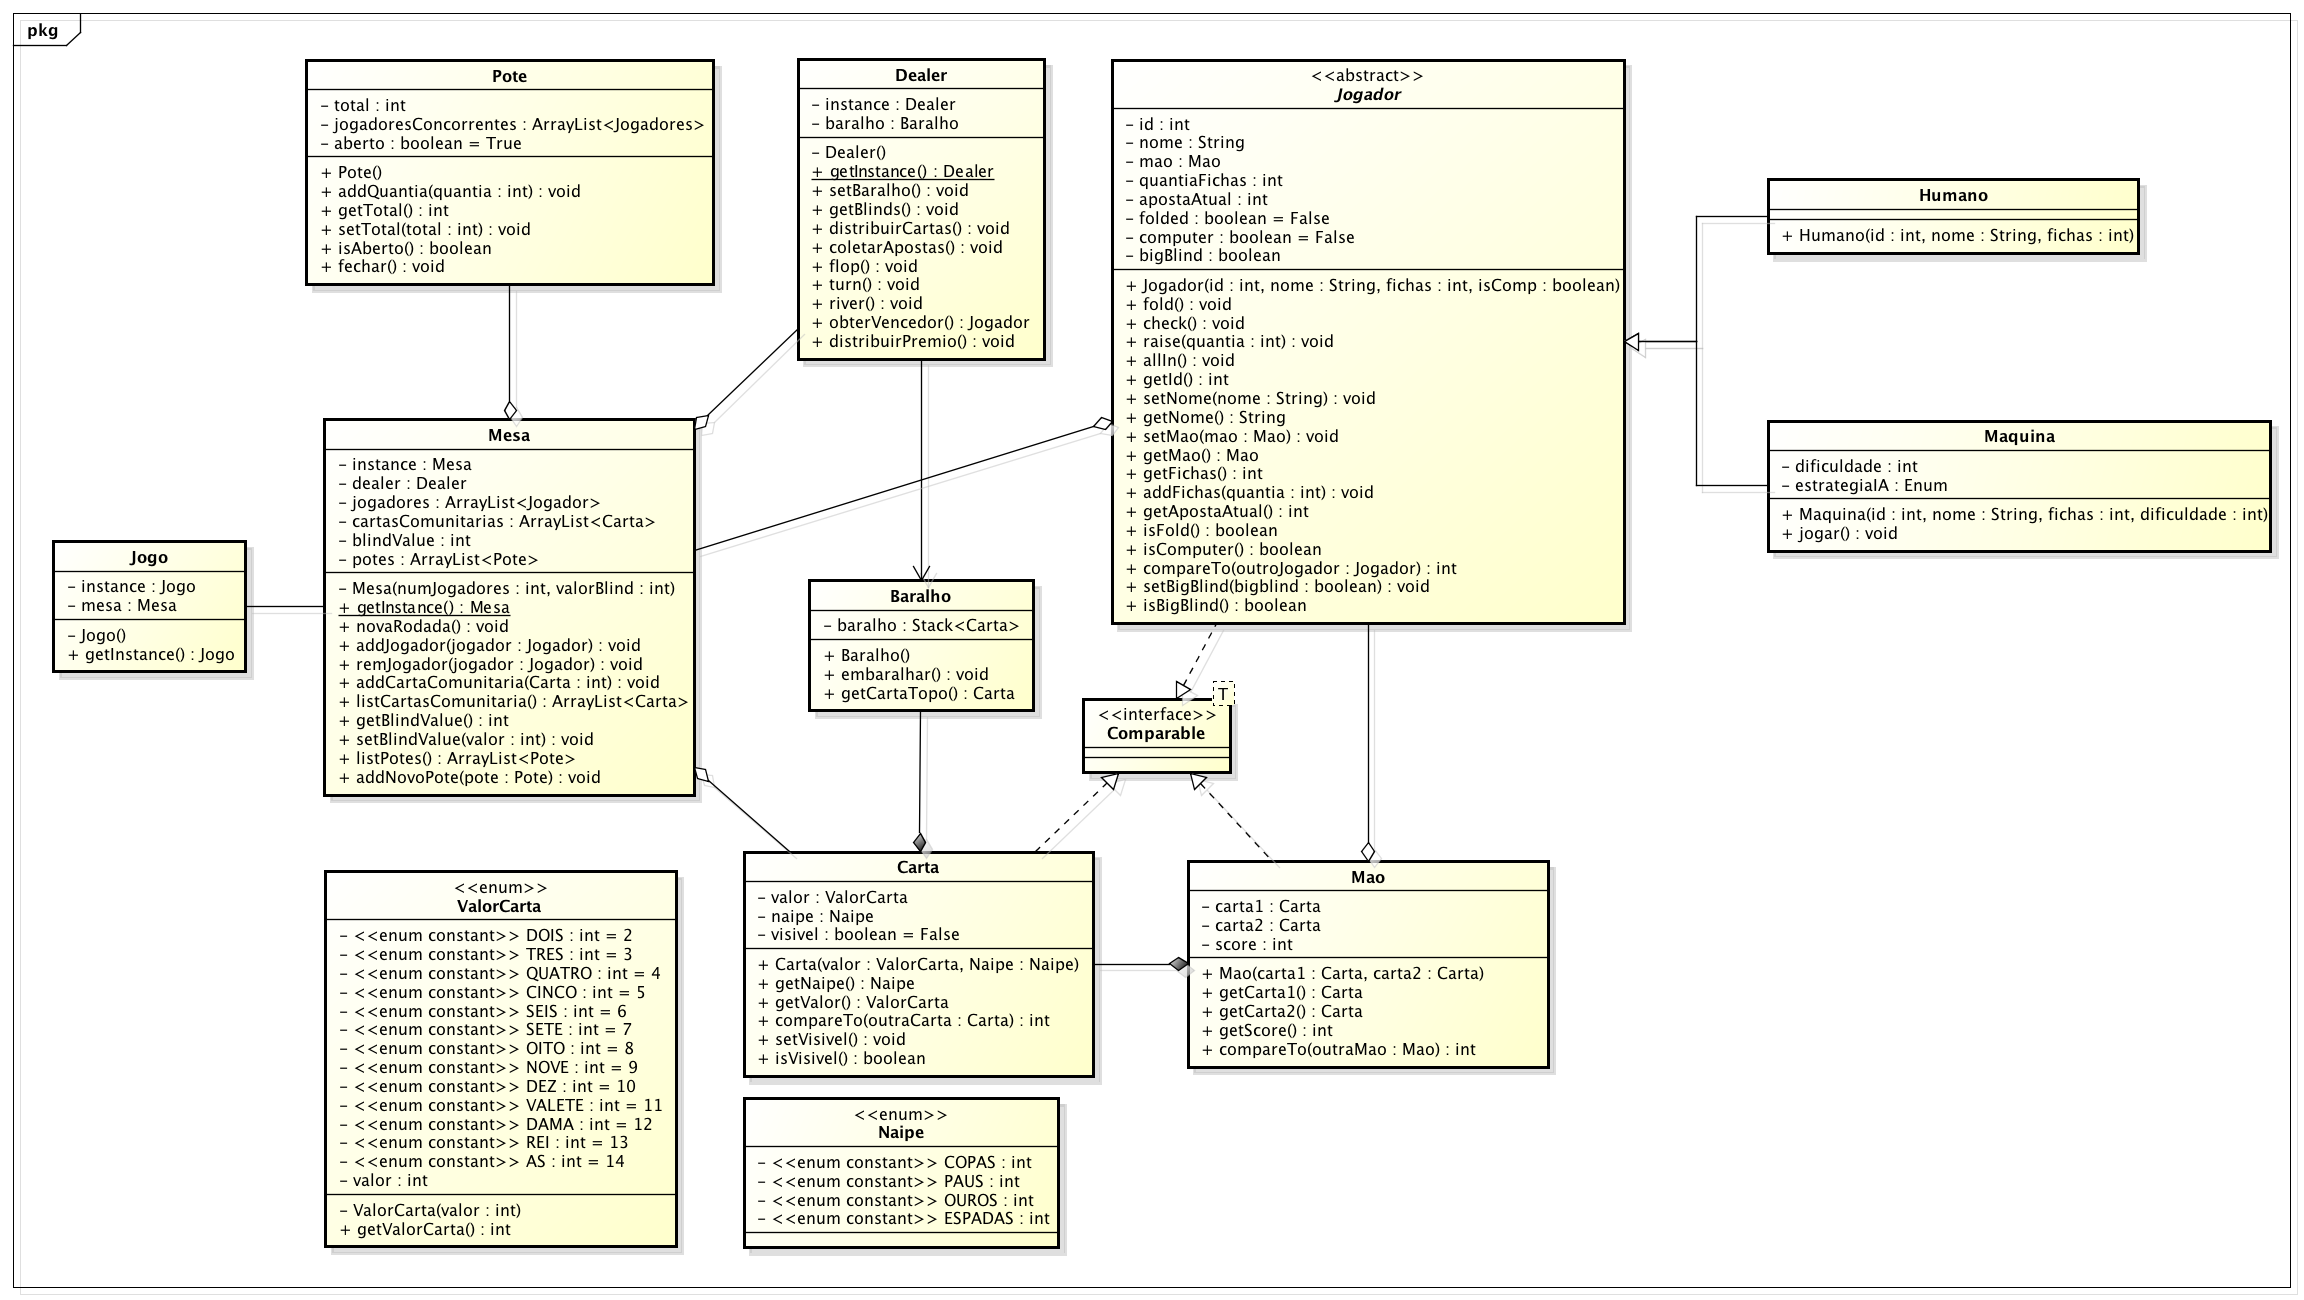 pkg
Pote
– total : int
– jogadoresConcorrentes : ArrayList<Jogadores>
– aberto : boolean = True
+ Pote()
+ addQuantia(quantia : int) : void
+ getTotal() : int
+ setTotal(total : int) : void
+ isAberto() : boolean
+ fechar() : void
Dealer
– instance : Dealer
– baralho : Baralho
– Dealer()
+ getInstance() : Dealer
+ setBaralho() : void
+ getBlinds() : void
+ distribuirCartas() : void
+ coletarApostas() : void
+ flop() : void
+ turn() : void
+ river() : void
+ obterVencedor() : Jogador
+ distribuirPremio() : void
<<abstract>>
Jogador
– id : int
– nome : String
– mao : Mao
– quantiaFichas : int
– apostaAtual : int
– folded : boolean = False
– computer : boolean = False
– bigBlind : boolean
+ Jogador(id : int, nome : String, fichas : int, isComp : boolean)
+ fold() : void
+ check() : void
+ raise(quantia : int) : void
+ allIn() : void
+ getId() : int
+ setNome(nome : String) : void
+ getNome() : String
+ setMao(mao : Mao) : void
+ getMao() : Mao
+ getFichas() : int
+ addFichas(quantia : int) : void
+ getApostaAtual() : int
+ isFold() : boolean
+ isComputer() : boolean
+ compareTo(outroJogador : Jogador) : int
+ setBigBlind(bigblind : boolean) : void
+ isBigBlind() : boolean
Humano
+ Humano(id : int, nome : String, fichas : int)
Maquina
– dificuldade : int
– estrategiaIA : Enum
+ Maquina(id : int, nome : String, fichas : int, dificuldade : int)
+ jogar() : void
Mesa
– instance : Mesa
– dealer : Dealer
– jogadores : ArrayList<Jogador>
– cartasComunitarias : ArrayList<Carta>
– blindValue : int
– potes : ArrayList<Pote>
– Mesa(numJogadores : int, valorBlind : int)
+ getInstance() : Mesa
+ novaRodada() : void
+ addJogador(jogador : Jogador) : void
+ remJogador(jogador : Jogador) : void
+ addCartaComunitaria(Carta : int) : void
+ listCartasComunitaria() : ArrayList<Carta>
+ getBlindValue() : int
+ setBlindValue(valor : int) : void
+ listPotes() : ArrayList<Pote>
+ addNovoPote(pote : Pote) : void
Jogo
– instance : Jogo
– mesa : Mesa
– Jogo()
+ getInstance() : Jogo
Baralho
– baralho : Stack<Carta>
+ Baralho()
+ embaralhar() : void
+ getCartaTopo() : Carta
T
<<interface>>
Comparable
Carta
– valor : ValorCarta
– naipe : Naipe
– visivel : boolean = False
+ Carta(valor : ValorCarta, Naipe : Naipe)
+ getNaipe() : Naipe
+ getValor() : ValorCarta
+ compareTo(outraCarta : Carta) : int
+ setVisivel() : void
+ isVisivel() : boolean
Mao
– carta1 : Carta
– carta2 : Carta
– score : int
+ Mao(carta1 : Carta, carta2 : Carta)
+ getCarta1() : Carta
+ getCarta2() : Carta
+ getScore() : int
+ compareTo(outraMao : Mao) : int
<<enum>>
ValorCarta
– <<enum constant>> DOIS : int = 2
– <<enum constant>> TRES : int = 3
– <<enum constant>> QUATRO : int = 4
– <<enum constant>> CINCO : int = 5
– <<enum constant>> SEIS : int = 6
– <<enum constant>> SETE : int = 7
– <<enum constant>> OITO : int = 8
– <<enum constant>> NOVE : int = 9
– <<enum constant>> DEZ : int = 10
– <<enum constant>> VALETE : int = 11
– <<enum constant>> DAMA : int = 12
– <<enum constant>> REI : int = 13
– <<enum constant>> AS : int = 14
– valor : int
– ValorCarta(valor : int)
+ getValorCarta() : int
<<enum>>
Naipe
– <<enum constant>> COPAS : int
– <<enum constant>> PAUS : int
– <<enum constant>> OUROS : int
– <<enum constant>> ESPADAS : int